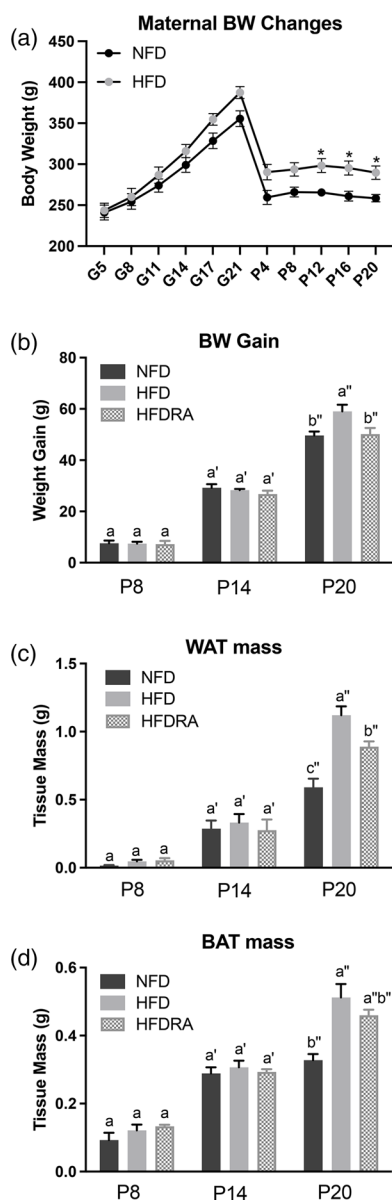 (a)
Maternal BW Changes
NFD
HFD
Body Weight (g)
400
350
300
250
200
* * *
G5 G8 G11 G14 G17 G21 P4 P8 P12 P16 P20
(b)
BW Gain
NFD
HFD
HFDRA
Weight Gain (g)
80
60
40
20
0
a a a
a' a' a'
b" a" b"
P8 P14 P20
(c)
WAT mass
NFD
HFD
HFDRA
Tissue Mass (g)
1.5
1.0
0.5
0.0
a a a
a' a' a'
c" a" b"
P8 P14 P20
(d)
BAT mass
NFD
HFD
HFDRA
Tissue Mass (g)
0.6
0.4
0.2
0.0
a a a
a' a' a'
b" a" a"b"
P8 P14 P20